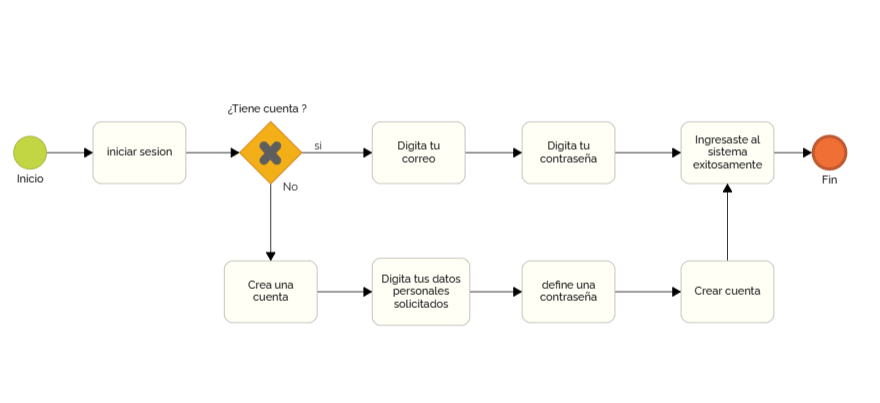 ¿Tiene cuenta ?
Inicio
iniciar sesion
si
No
Digita tu
correo
Digita tu
contraseña
Ingresaste al
sistema
exitosamente
Fin
Crea una
cuenta
Digita tus datos
personales
solicitados
define una
contraseña
Crear cuenta